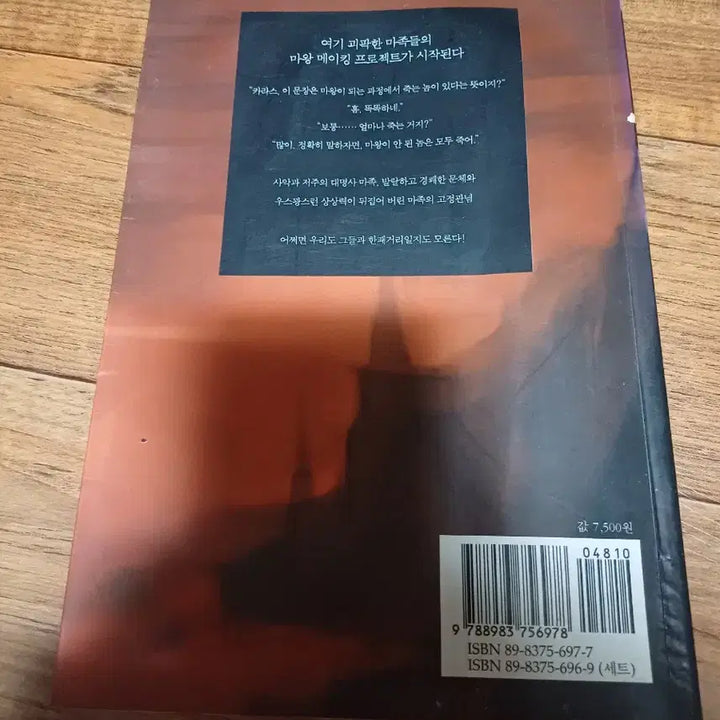 여기 괴팍한 마족들의
마왕 메이킹 프로젝트가 시작된다
“카라스, 이 문장은 마왕이 되는 과정에서 죽는 놈이 있다는 뜻이지?”
“흠, 똑똑하네.”
“보통…… 얼마나 죽는 거지?”
“많이. 정확히 말하자면, 마왕이 안 된 놈은 모두 죽어.”
사악과 저주의 대명사 마족, 발랄하고 경쾌한 문체와
우스꽝스런 상상력이 뒤집어 버린 마족의 고정관념
어쩌면 우리도 그들과 한패거리일지도 모른다!
값 7,500원
04810
9 788983 756978
ISBN 89-8375-697-7
ISBN 89-8375-696-9 (세트)